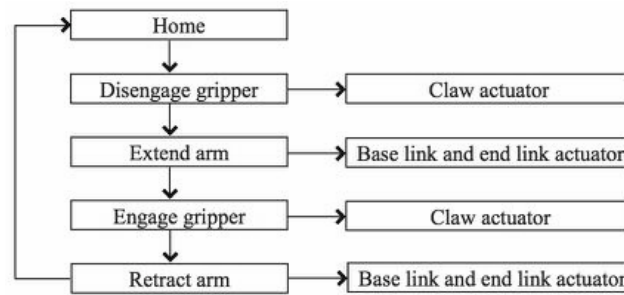 Home
Disengage gripper
Claw actuator
Extend arm
Base link and end link actuator
Engage gripper
Claw actuator
Retract arm
Base link and end link actuator